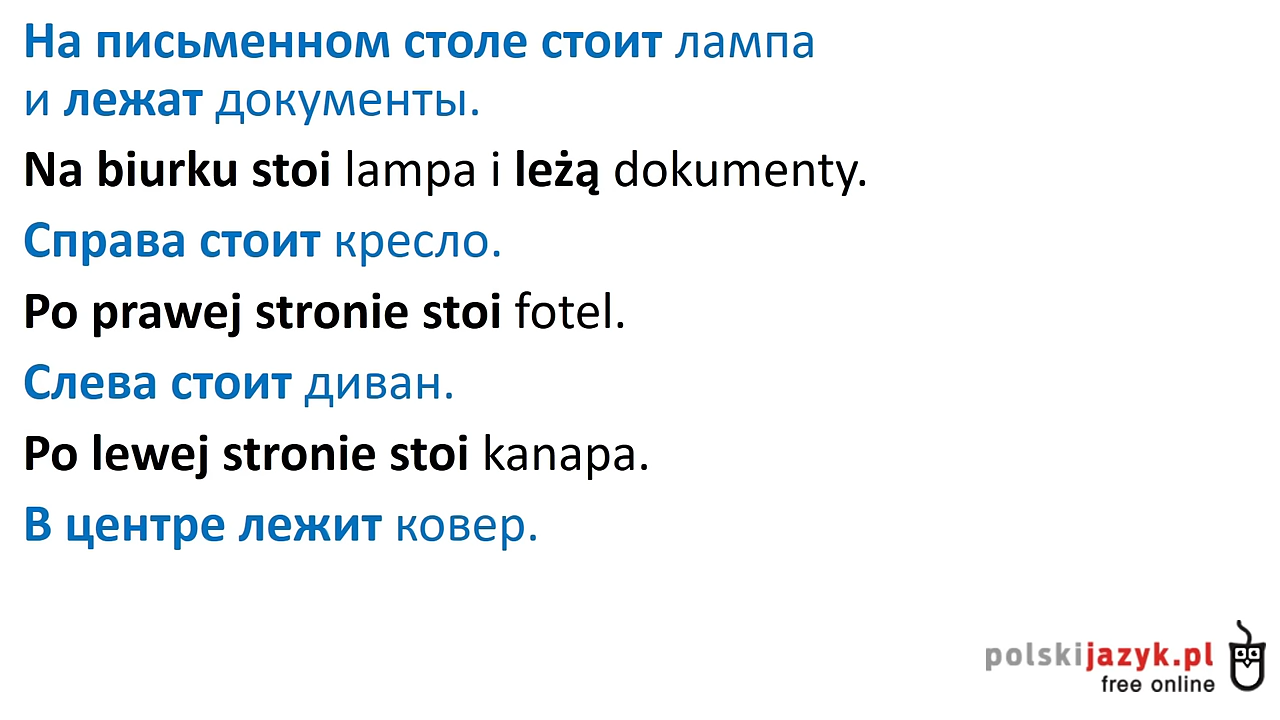 На письменном столе стоит лампа
и лежат документы.
Na biurku stoi lampa i leżą dokumenty.
Справа стоит кресло.
Po prawej stronie stoi fotel.
Слева стоит диван.
Po lewej stronie stoi kanapa.
В центре лежит ковер.
polskijazyk.pl
free online